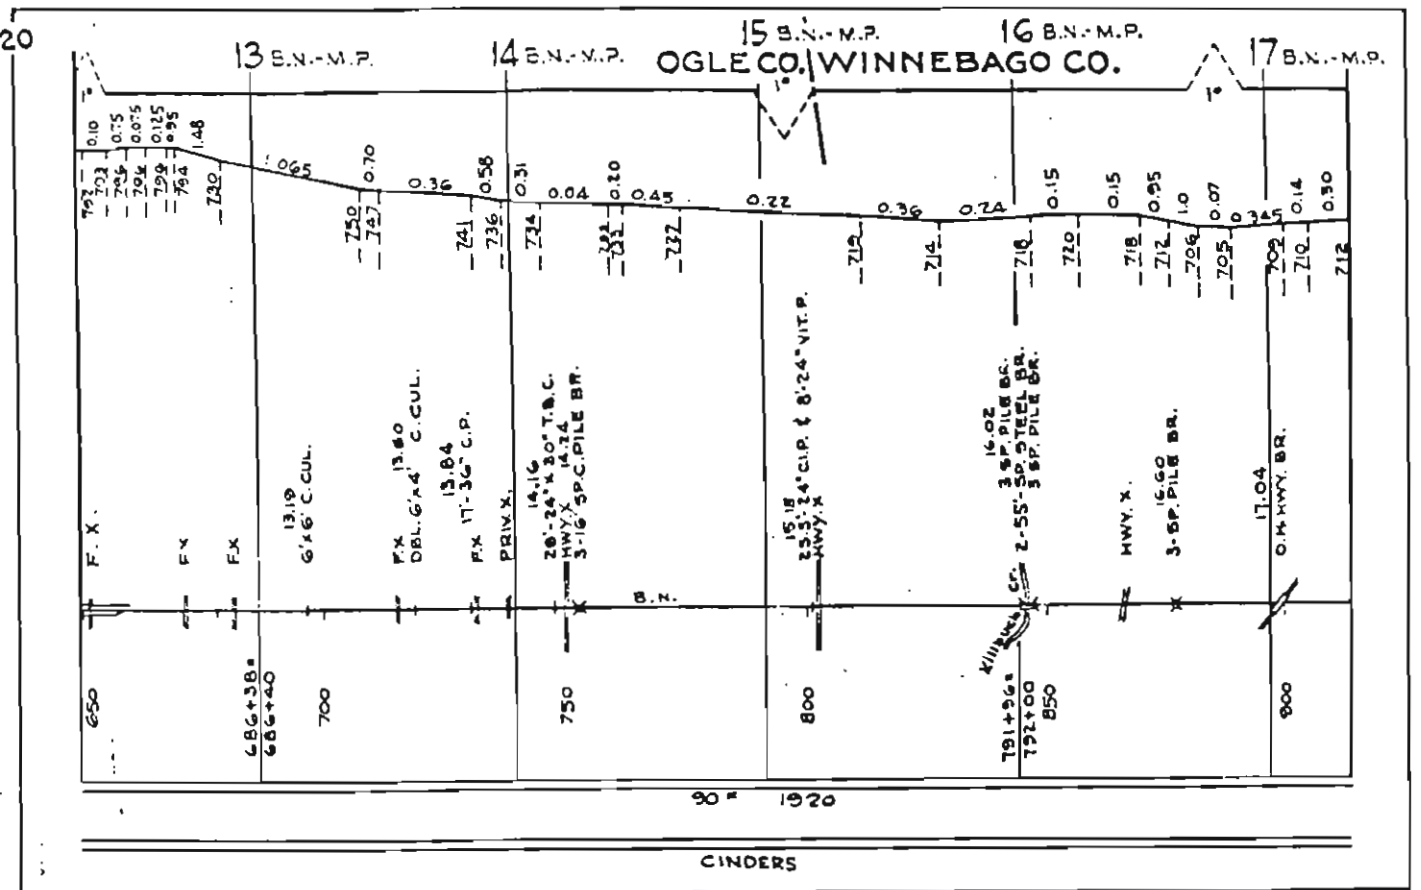 20
13 B.N.-M.P.
14 B.N.-M.P.
15 B.N.-M.P.
16 B.N.-M.P.
17 B.N.-M.P.
OGLE CO. WINNEBAGO CO.
1°
1°
1°
0.10
0.75
0.075
0.125
0.95
1.48
1.065
0.70
0.36
0.58
0.31
0.04
0.20
0.45
0.22
0.36
0.24
0.15
0.15
0.95
1.0
0.07
0.345
0.14
0.30
796
796
794
750
747
741
736
734
733
727
719
714
718
720
718
712
706
705
709
710
712
F. X.
F X
F X
13.19
6'x6' C. CUL.
F.X 13.60
DBL. 6'x4' C. CUL.
13.84
17'-36" C.P.
F.X
PRIV. X.
14.16
28'-24" X 30" T.B.C.
HWY. X 14.24
3-16' SP. C. PILE BR.
15.18
23.5'-24" C.I.P. & 8'-24" VIT. P.
HWY. X
16.02
3 SP. PILE BR.
2-55'-SP. STEEL BR.
3 SP. PILE BR.
HWY. X.
16.60
3-SP. PILE BR.
17.04
O.H. HWY. BR.
B.N.
Killbuck Cr.
650
686+38=
686+40
700
750
800
791+96=
792+00
850
800
90# 1920
CINDERS